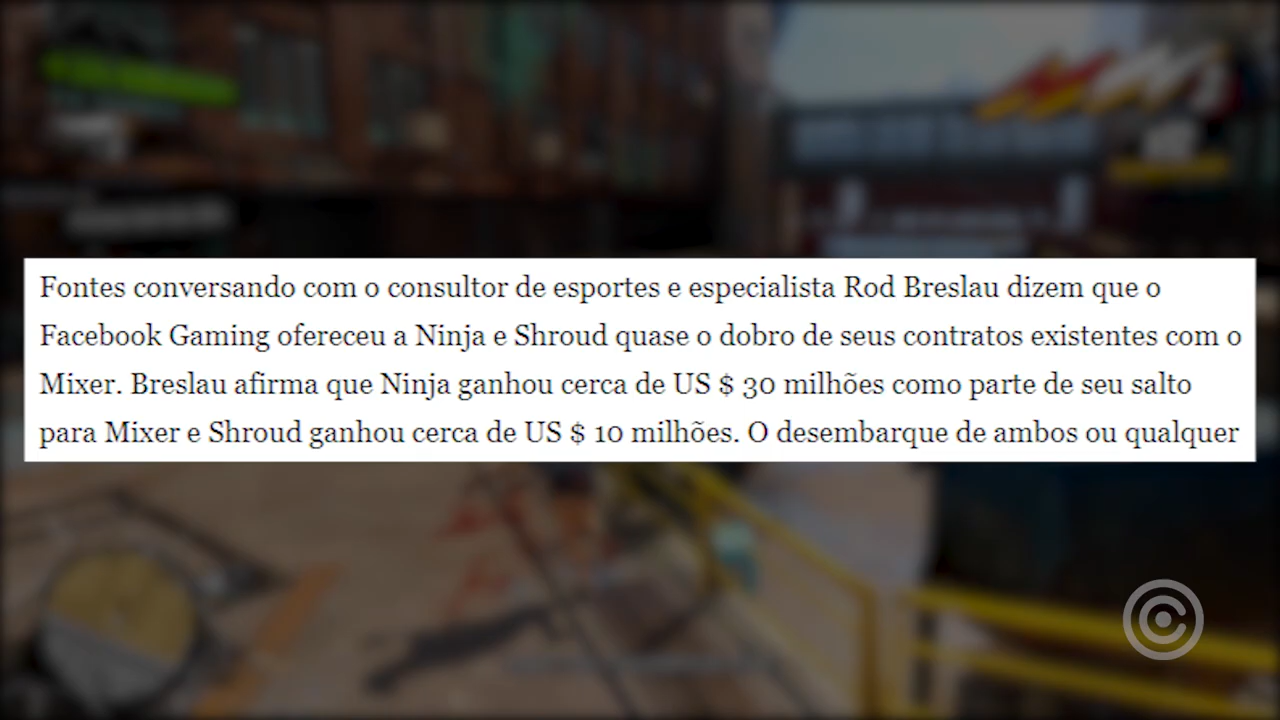 Fontes conversando com o consultor de esportes e especialista Rod Breslau dizem que o
Facebook Gaming ofereceu a Ninja e Shroud quase o dobro de seus contratos existentes com o
Mixer. Breslau afirma que Ninja ganhou cerca de US $ 30 milhões como parte de seu salto
para Mixer e Shroud ganhou cerca de US $ 10 milhões. O desembarque de ambos ou qualquer